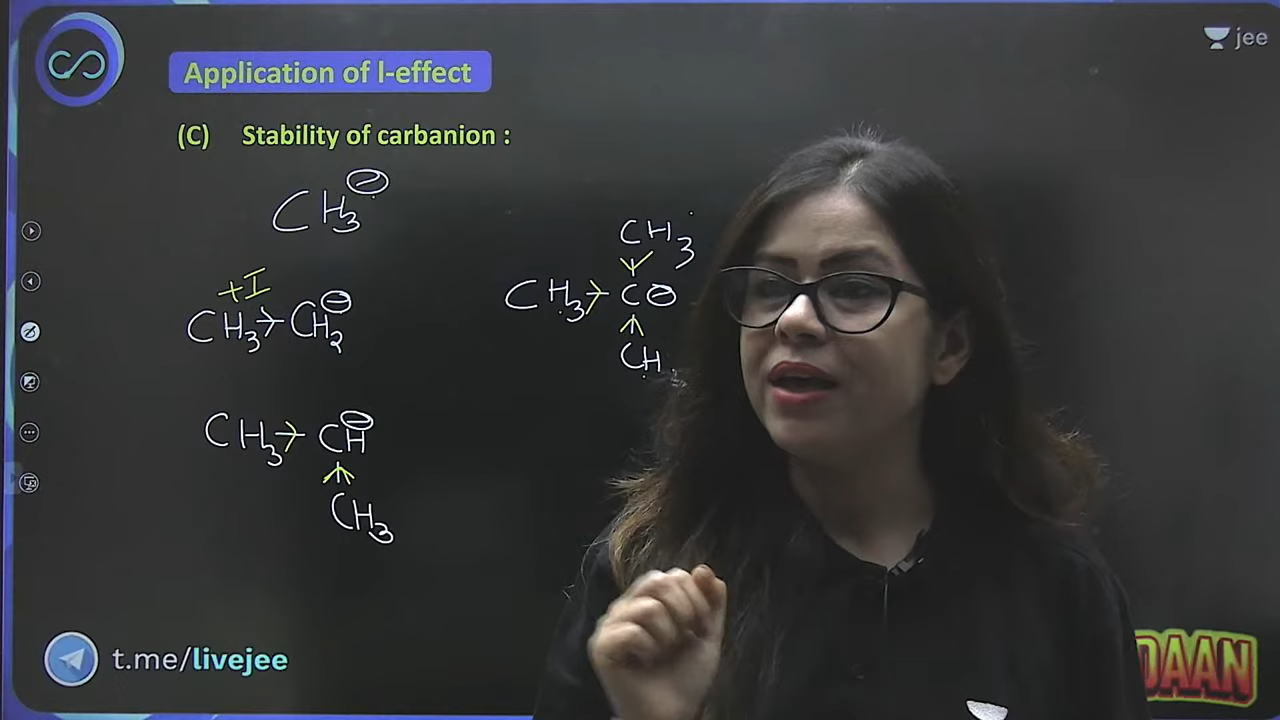 jee
Application of I-effect
(C) Stability of carbanion :
CH₃⊖
+I
CH₃→CH₂⊖
CH₃→CH⊖
CH₃
CH₃
CH₃→C⊖
CH
t.me/livejee
DAAN